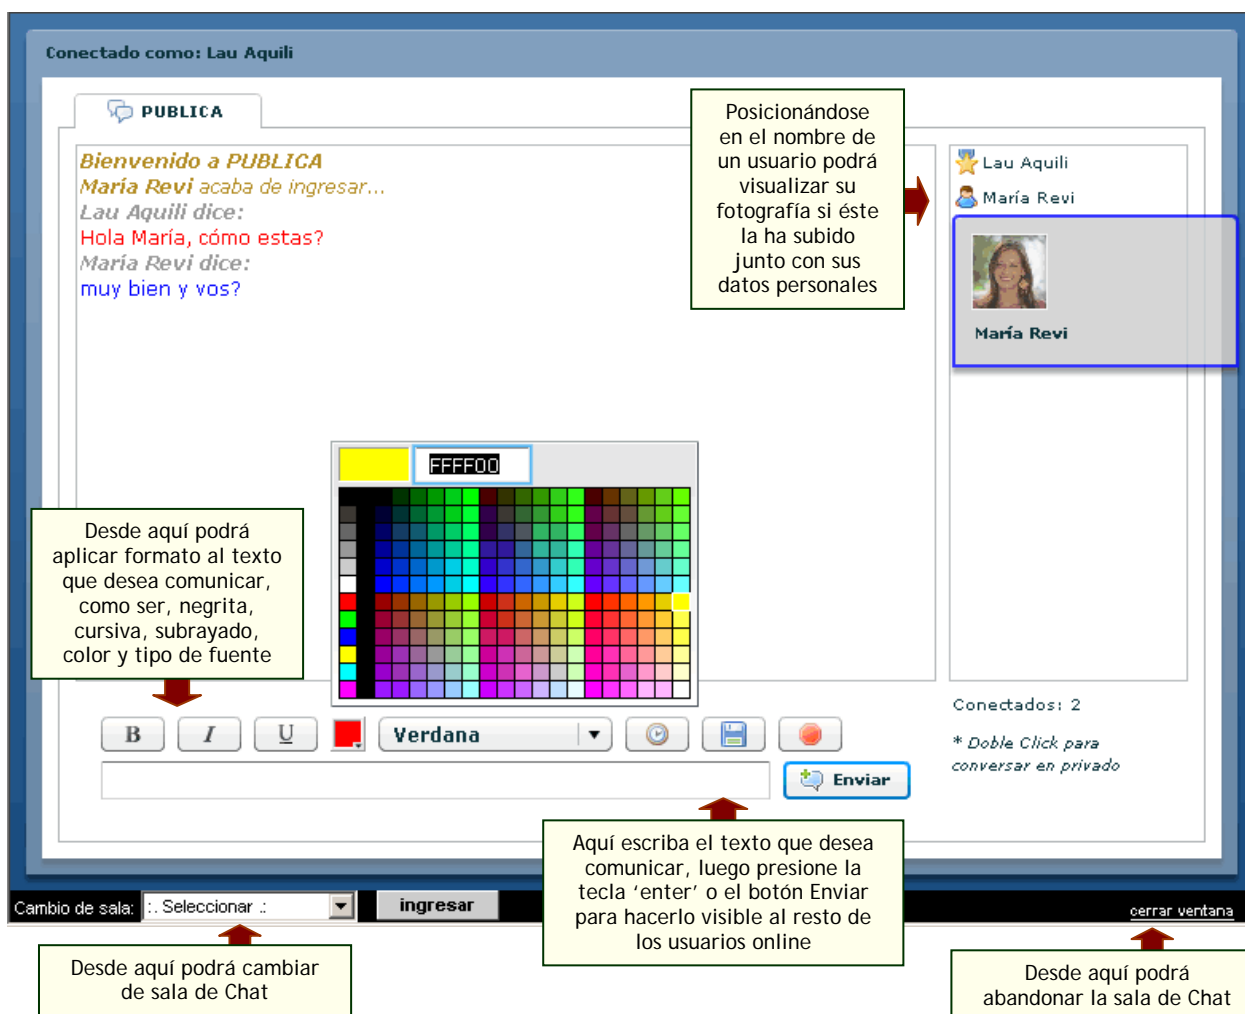 Conectado como: Lau Aquili
PUBLICA
Bienvenido a PUBLICA
María Revi acaba de ingresar...
Lau Aquili dice:
Hola María, cómo estas?
María Revi dice:
muy bien y vos?
Posicionándose
en el nombre de
un usuario podrá
visualizar su
fotografía si éste
la ha subido
junto con sus
datos personales
Lau Aquili
María Revi
María Revi
FFFF00
Desde aquí podrá
aplicar formato al texto
que desea comunicar,
como ser, negrita,
cursiva, subrayado,
color y tipo de fuente
B I U Verdana
Enviar
Conectados: 2
* Doble Click para
conversar en privado
Aquí escriba el texto que desea
comunicar, luego presione la
tecla ‘enter’ o el botón Enviar
para hacerlo visible al resto de
los usuarios online
Cambio de sala: :. Seleccionar .: ingresar
cerrar ventana
Desde aquí podrá cambiar
de sala de Chat
Desde aquí podrá
abandonar la sala de Chat